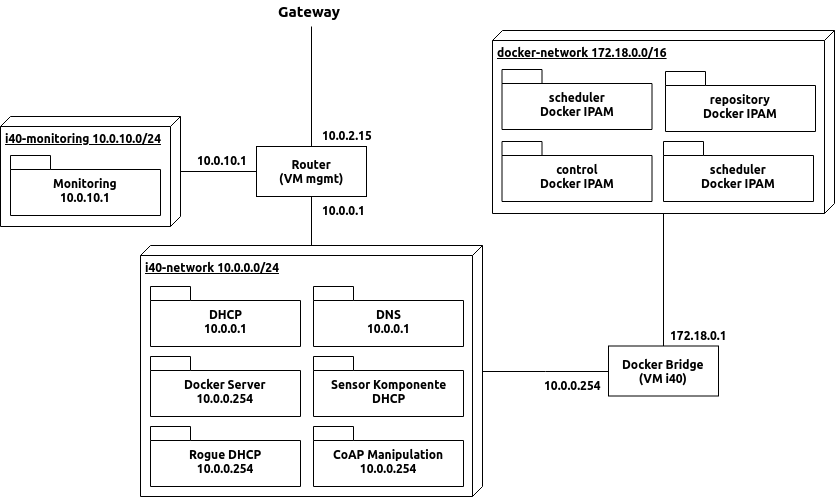 Gateway
docker-network 172.18.0.0/16
scheduler
Docker IPAM
repository
Docker IPAM
control
Docker IPAM
scheduler
Docker IPAM
i40-monitoring 10.0.10.0/24
Monitoring
10.0.10.1
10.0.10.1
10.0.2.15
Router
(VM mgmt)
10.0.0.1
i40-network 10.0.0.0/24
DHCP
10.0.0.1
DNS
10.0.0.1
Docker Server
10.0.0.254
Sensor Komponente
DHCP
Rogue DHCP
10.0.0.254
CoAP Manipulation
10.0.0.254
172.18.0.1
Docker Bridge
(VM i40)
10.0.0.254